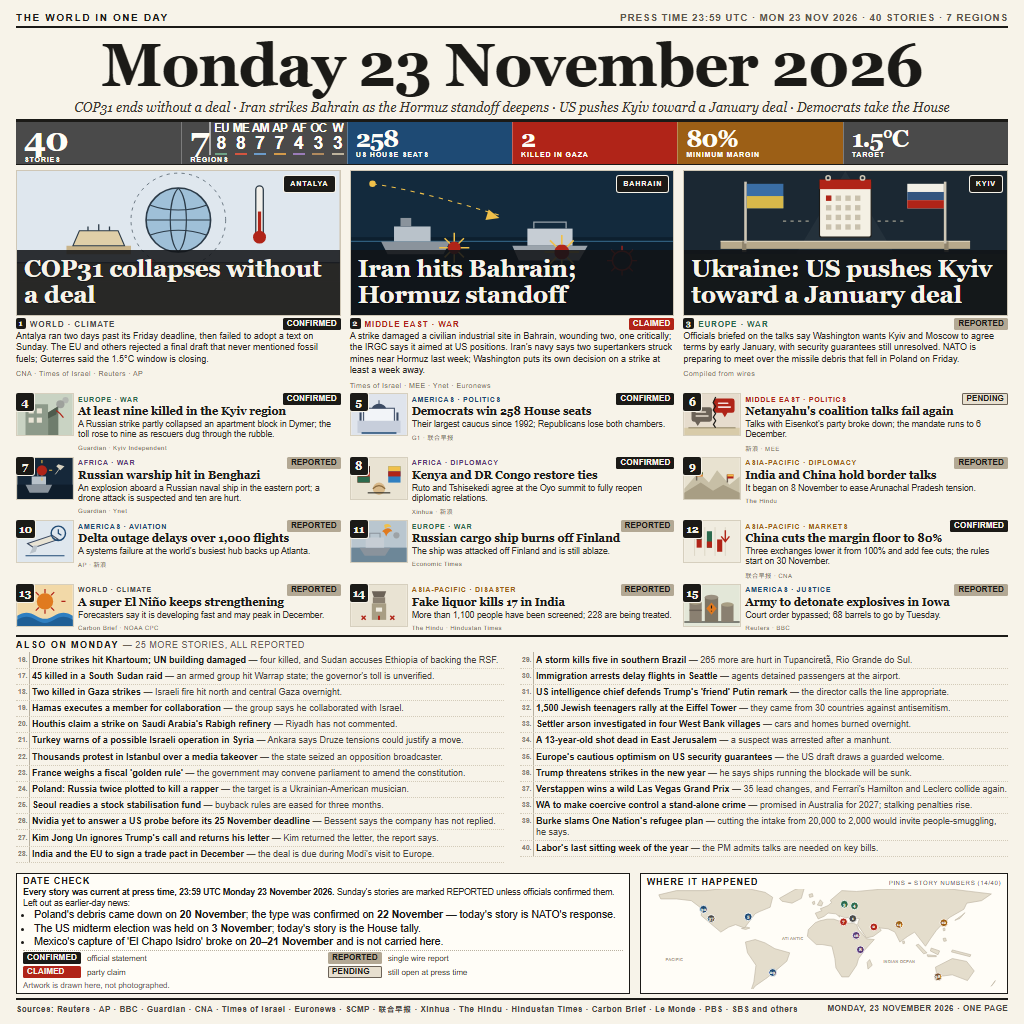 THE WORLD IN ONE DAY
PRESS TIME 23:59 UTC · MON 23 NOV 2026 · 40 STORIES · 7 REGIONS
Monday 23 November 2026
COP31 ends without a deal · Iran strikes Bahrain as the Hormuz standoff deepens · US pushes Kyiv toward a January deal · Democrats take the House
40
STORIES
7
REGIONS
EU ME AM AP AF OC W
8 8 7 7 4 3 3
258
US HOUSE SEATS
2
KILLED IN GAZA
80%
MINIMUM MARGIN
1.5°C
TARGET
ANTALYA
COP31 collapses without
a deal
1 WORLD · CLIMATE
CONFIRMED
Antalya ran two days past its Friday deadline, then failed to adopt a text on
Sunday. The EU and others rejected a final draft that never mentioned fossil
fuels; Guterres said the 1.5°C window is closing.
CNA · Times of Israel · Reuters · AP
BAHRAIN
Iran hits Bahrain;
Hormuz standoff
2 MIDDLE EAST · WAR
CLAIMED
A strike damaged a civilian industrial site in Bahrain, wounding two, one critically;
the IRGC says it aimed at US positions. Iran's navy says two supertankers struck
mines near Hormuz last week; Washington puts its own decision on a strike at
least a week away.
Times of Israel · MEE · Ynet · Euronews
KYIV
Ukraine: US pushes Kyiv
toward a January deal
3 EUROPE · WAR
REPORTED
Officials briefed on the talks say Washington wants Kyiv and Moscow to agree
terms by early January, with security guarantees still unresolved. NATO is
preparing to meet over the missile debris that fell in Poland on Friday.
Compiled from wires
4
EUROPE · WAR
CONFIRMED
At least nine killed in the Kyiv region
A Russian strike partly collapsed an apartment block in Dymer; the
toll rose to nine as rescuers dug through the rubble.
Guardian · Kyiv Independent
5
AMERICAS · POLITICS
CONFIRMED
Democrats win 258 House seats
Their largest caucus since 1992; Republicans lose both chambers.
G1 · 联合早报
6
MIDDLE EAST · POLITICS
PENDING
Netanyahu's coalition talks fail again
Talks with Eisenkot's party broke down; the mandate runs to 6
December.
新浪 · MEE
7
AFRICA · WAR
REPORTED
Russian warship hit in Benghazi
An explosion aboard a Russian naval ship in the eastern port; a
drone attack is suspected and ten are hurt.
Guardian · Ynet
8
AFRICA · DIPLOMACY
CONFIRMED
Kenya and DR Congo restore ties
Ruto and Tshisekedi agree at the Oyo summit to fully reopen
diplomatic relations.
Xinhua · 新浪
9
ASIA-PACIFIC · DIPLOMACY
REPORTED
India and China hold border talks
It began on 8 November to ease Arunachal Pradesh tension.
The Hindu
10
AMERICAS · AVIATION
REPORTED
Delta outage delays over 1,000 flights
A systems failure at the world's busiest hub backs up Atlanta.
AP · 新浪
11
EUROPE · WAR
REPORTED
Russian cargo ship burns off Finland
The ship was attacked off Finland and is still ablaze.
Economic Times
12
ASIA-PACIFIC · MARKETS
CONFIRMED
China cuts the margin floor to 80%
Three exchanges lower it from 100% and add fee cuts; the rules
start on 30 November.
联合早报 · CNA
13
WORLD · CLIMATE
REPORTED
A super El Niño keeps strengthening
Forecasters say it is developing fast and may peak in December.
Carbon Brief · NOAA CPC
14
ASIA-PACIFIC · DISASTER
REPORTED
Fake liquor kills 17 in India
More than 1,100 people have been screened; 228 are being treated.
The Hindu · Hindustan Times
15
AMERICAS · JUSTICE
REPORTED
Army to detonate explosives in Iowa
Court order bypassed; 68 barrels to go by Tuesday.
Reuters · BBC
ALSO ON MONDAY — 25 MORE STORIES, ALL REPORTED
16. Drone strikes hit Khartoum; UN building damaged — four killed, and Sudan accuses Ethiopia of backing the RSF.
17. 45 killed in a South Sudan raid — an armed group hit Warrap state; the governor's toll is unverified.
18. Two killed in Gaza strikes — Israeli fire hit north and central Gaza overnight.
19. Hamas executes a member for collaboration — the group says he collaborated with Israel.
20. Houthis claim a strike on Saudi Arabia's Rabigh refinery — Riyadh has not commented.
21. Turkey warns of a possible Israeli operation in Syria — Ankara says Druze tensions could justify a move.
22. Thousands protest in Istanbul over a media takeover — the state seized an opposition broadcaster.
23. France weighs a fiscal 'golden rule' — the government may convene parliament to amend the constitution.
24. Poland: Russia twice plotted to kill a rapper — the target is a Ukrainian-American musician.
25. Seoul readies a stock stabilisation fund — buyback rules are eased for three months.
26. Nvidia yet to answer a US probe before its 25 November deadline — Bessent says the company has not replied.
27. Kim Jong Un ignores Trump's call and returns his letter — Kim returned the letter, the report says.
28. India and the EU to sign a trade pact in December — the deal is due during Modi's visit to Europe.
29. A storm kills five in southern Brazil — 265 more are hurt in Tupanciretã, Rio Grande do Sul.
30. Immigration arrests delay flights in Seattle — agents detained passengers at the airport.
31. US intelligence chief defends Trump's 'friend' Putin remark — the director calls the line appropriate.
32. 1,500 Jewish teenagers rally at the Eiffel Tower — they came from 30 countries against antisemitism.
33. Settler arson investigated in four West Bank villages — cars and homes burned overnight.
34. A 13-year-old shot dead in East Jerusalem — a suspect was arrested after a manhunt.
35. Europe's cautious optimism on US security guarantees — the US draft draws a guarded welcome.
36. Trump threatens strikes in the new year — he says ships running the blockade will be sunk.
37. Verstappen wins a wild Las Vegas Grand Prix — 35 lead changes, and Ferrari's Hamilton and Leclerc collide again.
38. WA to make coercive control a stand-alone crime — promised in Australia for 2027; stalking penalties rise.
39. Burke slams One Nation's refugee plan — cutting the intake from 20,000 to 2,000 would invite people-smuggling,
he says.
40. Labor's last sitting week of the year — the PM admits talks are needed on key bills.
DATE CHECK
Every story was current at press time, 23:59 UTC Monday 23 November 2026. Sunday's stories are marked REPORTED unless officials confirmed them.
Left out as earlier-day news:
• Poland's debris came down on 20 November; the type was confirmed on 22 November — today's story is NATO's response.
• The US midterm election was held on 3 November; today's story is the House tally.
• Mexico's capture of 'El Chapo Isidro' broke on 20–21 November and is not carried here.
CONFIRMED official statement
REPORTED single wire report
CLAIMED party claim
PENDING still open at press time
Artwork is drawn here, not photographed.
WHERE IT HAPPENED
PINS = STORY NUMBERS (14/40)
ATLANTIC
PACIFIC
INDIAN OCEAN
Sources: Reuters · AP · BBC · Guardian · CNA · Times of Israel · Euronews · SCMP · 联合早报 · Xinhua · The Hindu · Hindustan Times · Carbon Brief · Le Monde · PBS · SBS and others
MONDAY, 23 NOVEMBER 2026 · ONE PAGE